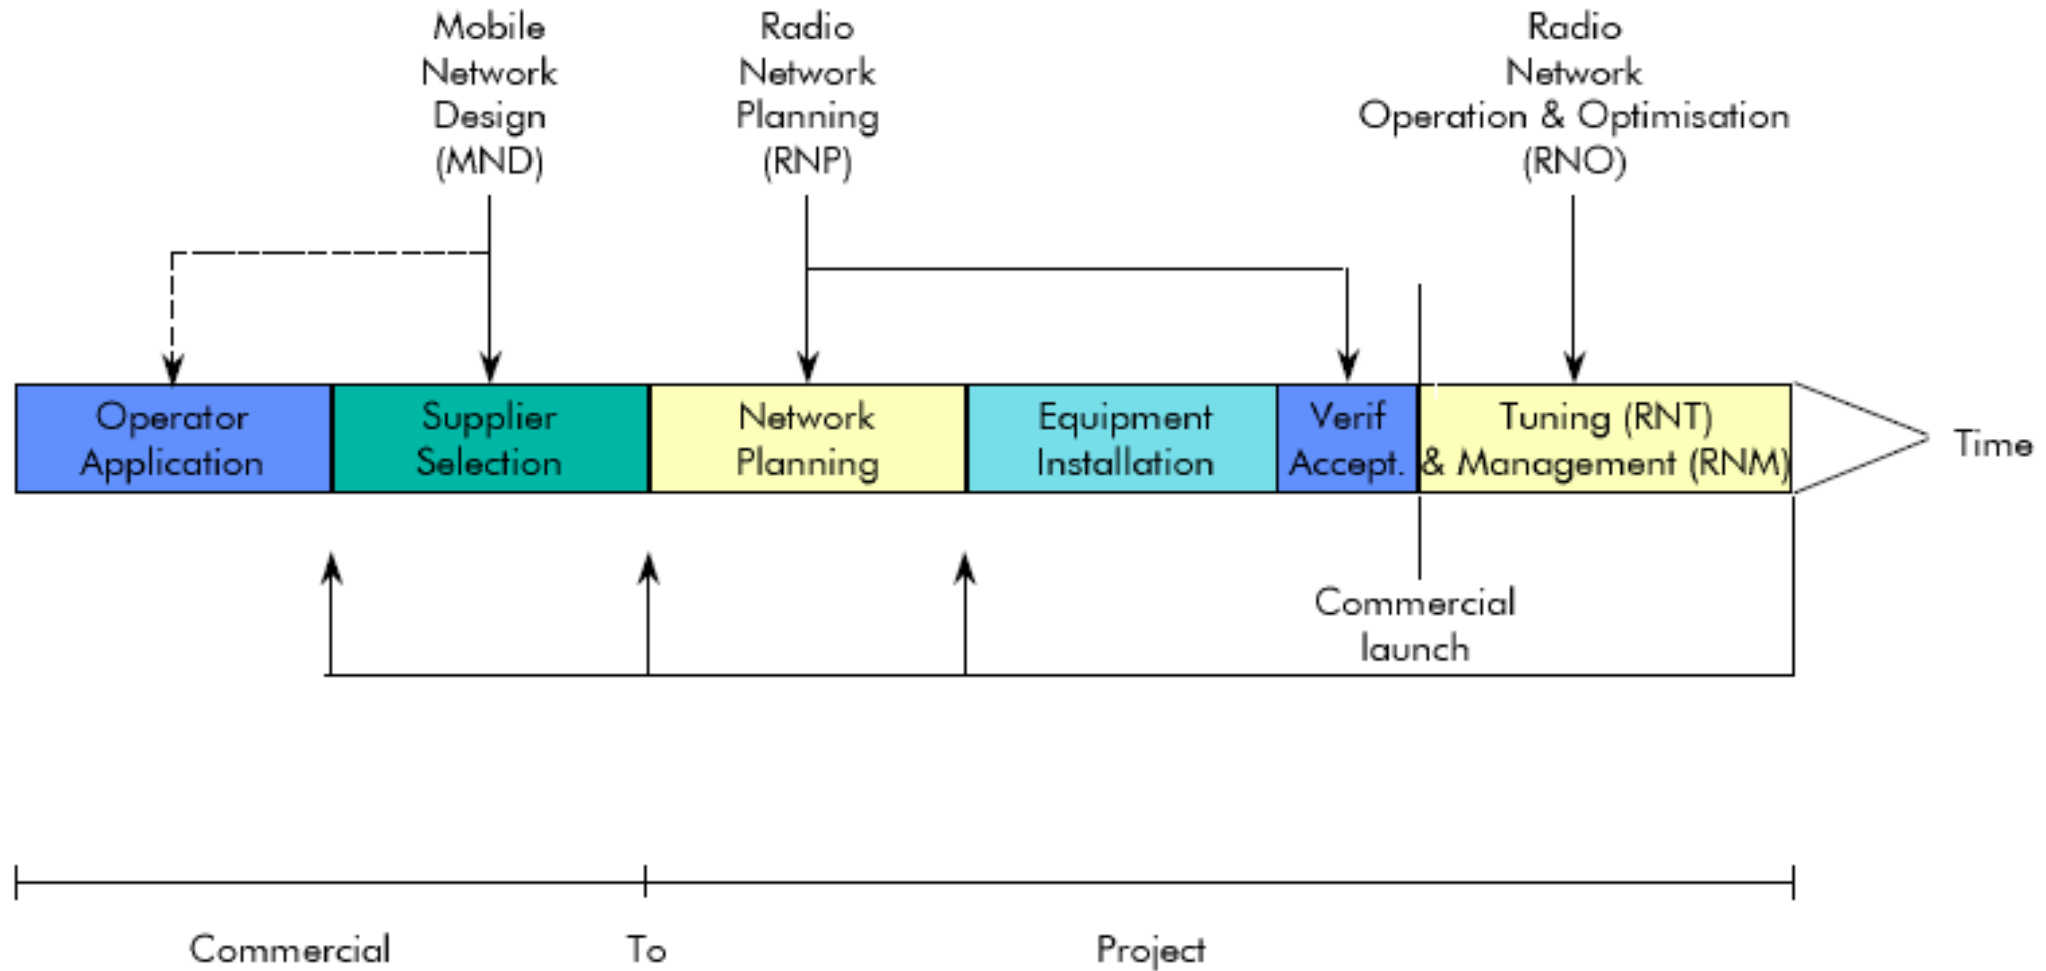 Mobile
Network
Design
(MND)
Radio
Network
Planning
(RNP)
Radio
Network
Operation & Optimisation
(RNO)
Operator
Application
Supplier
Selection
Network
Planning
Equipment
Installation
Verif
Accept.
Tuning (RNT)
& Management (RNM)
Time
Commercial
launch
Commercial
To
Project